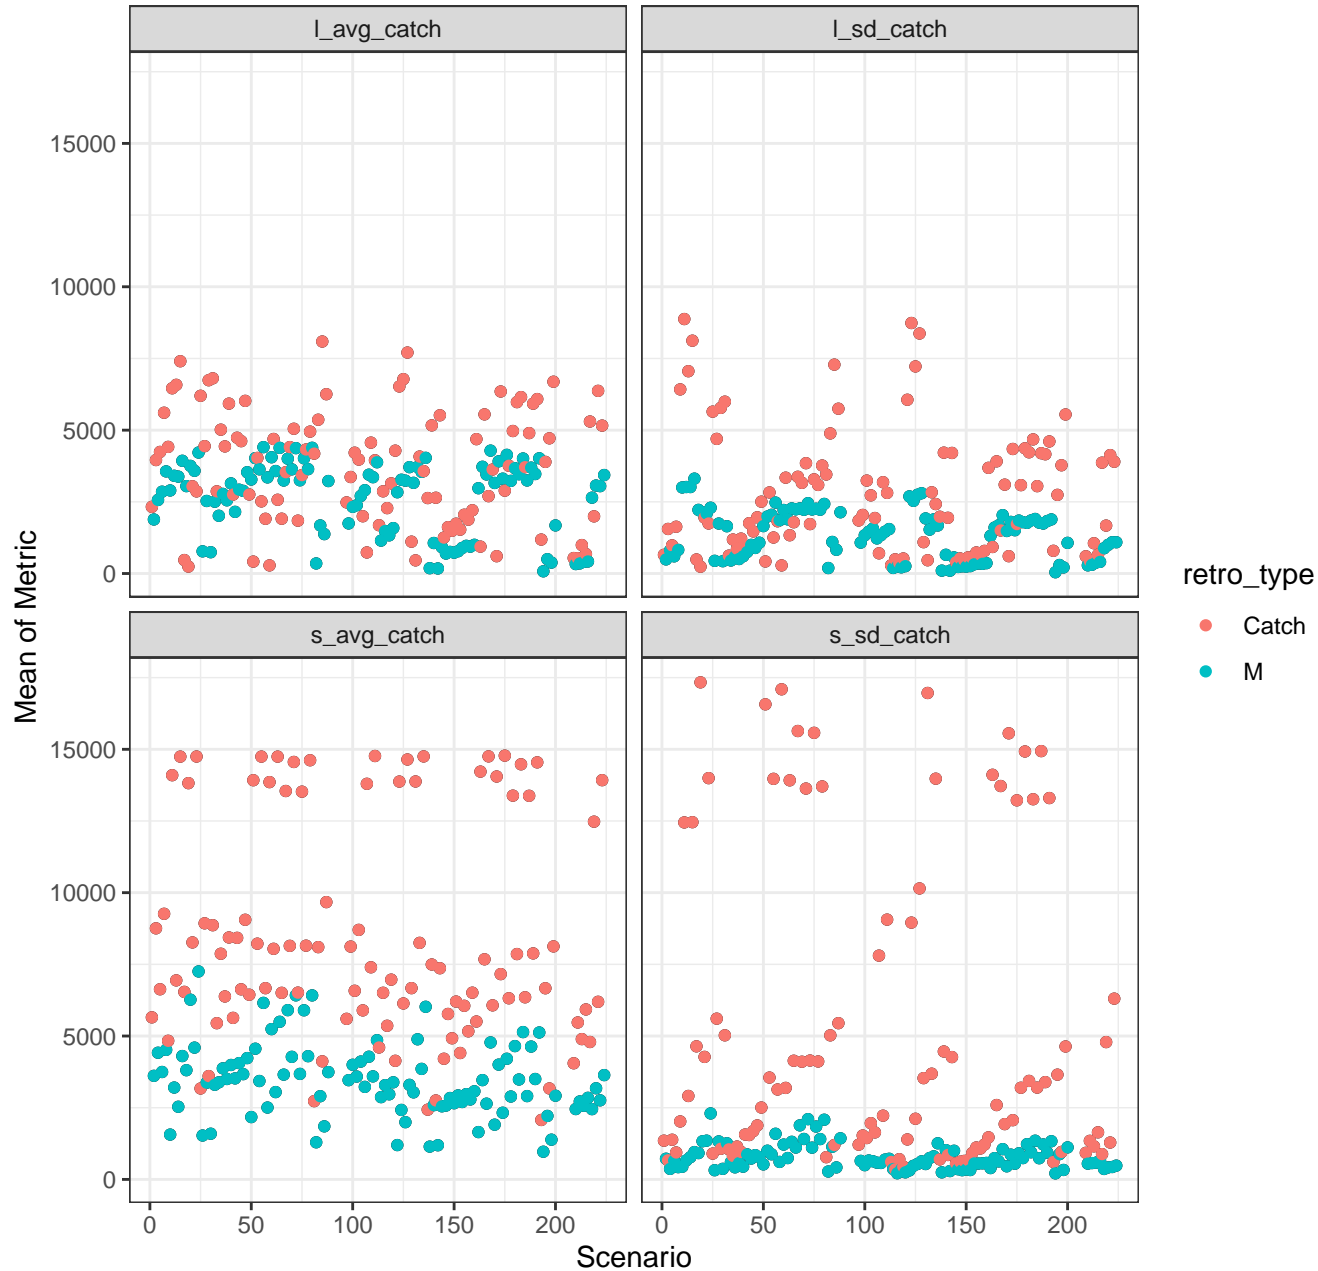 l_avg_catch
l_sd_catch
15000
10000
5000
0
s_avg_catch
s_sd_catch
15000
10000
5000
0
0 50 100 150 200
0 50 100 150 200
Scenario
Mean of Metric
retro_type
Catch
M